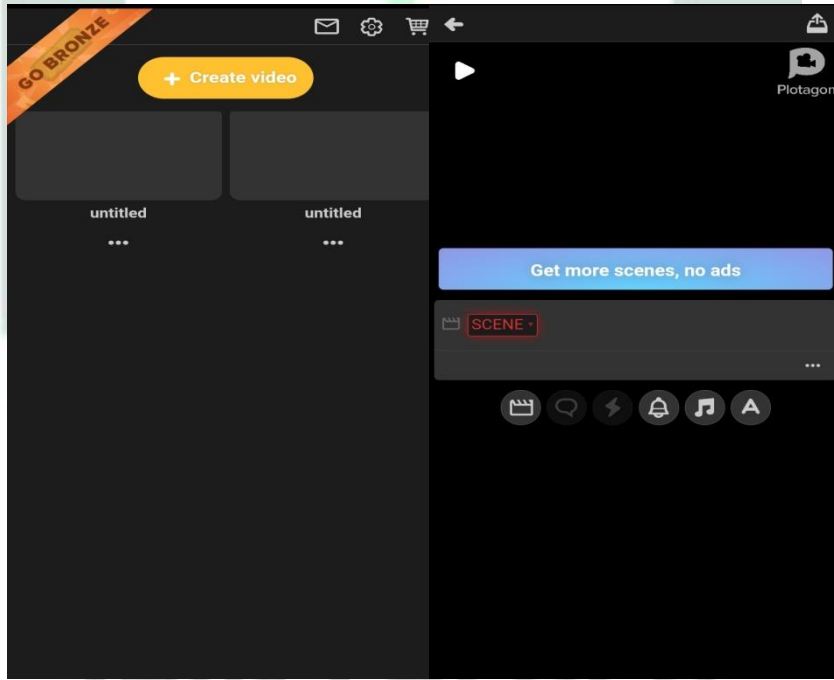 GO BRONZE
+ Create video
untitled
untitled
Plotagon
Get more scenes, no ads
SCENE